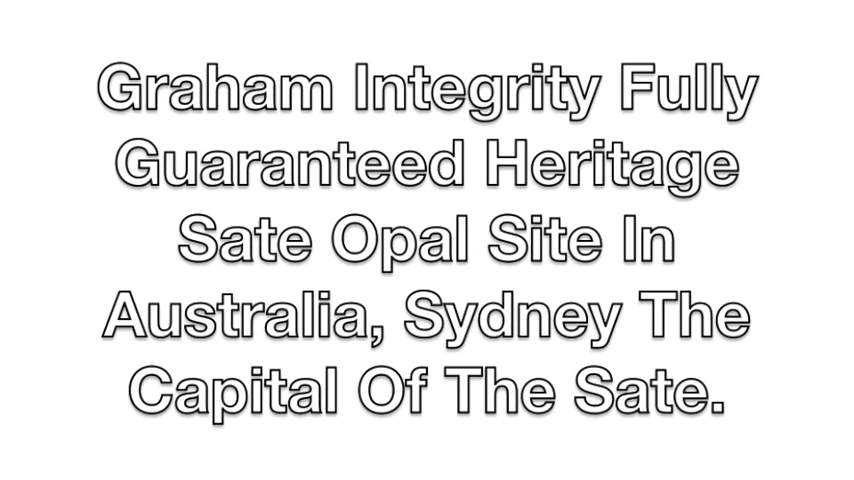 Graham Integrity Fully
Guaranteed Heritage
Sate Opal Site In
Australia, Sydney The
Capital Of The Sate.